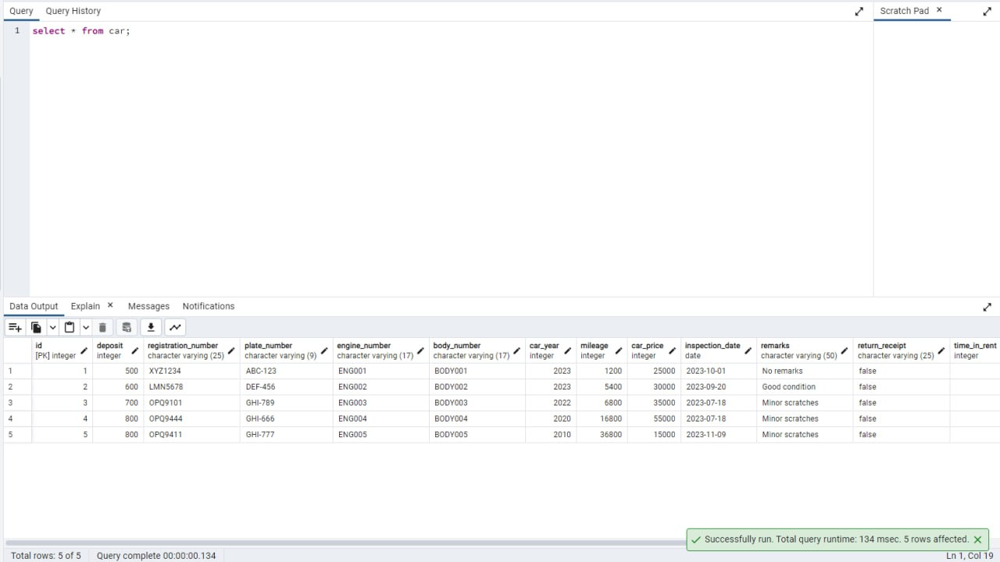 Query Query History Scratch Pad
1 select * from car;
Data Output Explain Messages Notifications
id deposit registration_number plate_number engine_number body_number car_year mileage car_price inspection_date remarks return_receipt time_in_rent
[PK] integer integer character varying (25) character varying (9) character varying (17) character varying (17) integer integer integer date character varying (50) character varying (25) integer
1 1 500 XYZ1234 ABC-123 ENG001 BODY001 2023 1200 25000 2023-10-01 No remarks false
2 2 600 LMN5678 DEF-456 ENG002 BODY002 2023 5400 30000 2023-09-20 Good condition false
3 3 700 OPQ9101 GHI-789 ENG003 BODY003 2022 6800 35000 2023-07-18 Minor scratches false
4 4 800 OPQ9444 GHI-666 ENG004 BODY004 2020 16800 55000 2023-07-18 Minor scratches false
5 5 800 OPQ9411 GHI-777 ENG005 BODY005 2010 36800 15000 2023-11-09 Minor scratches false
Successfully run. Total query runtime: 134 msec. 5 rows affected.
Total rows: 5 of 5 Query complete 00:00:00.134 Ln 1, Col 19